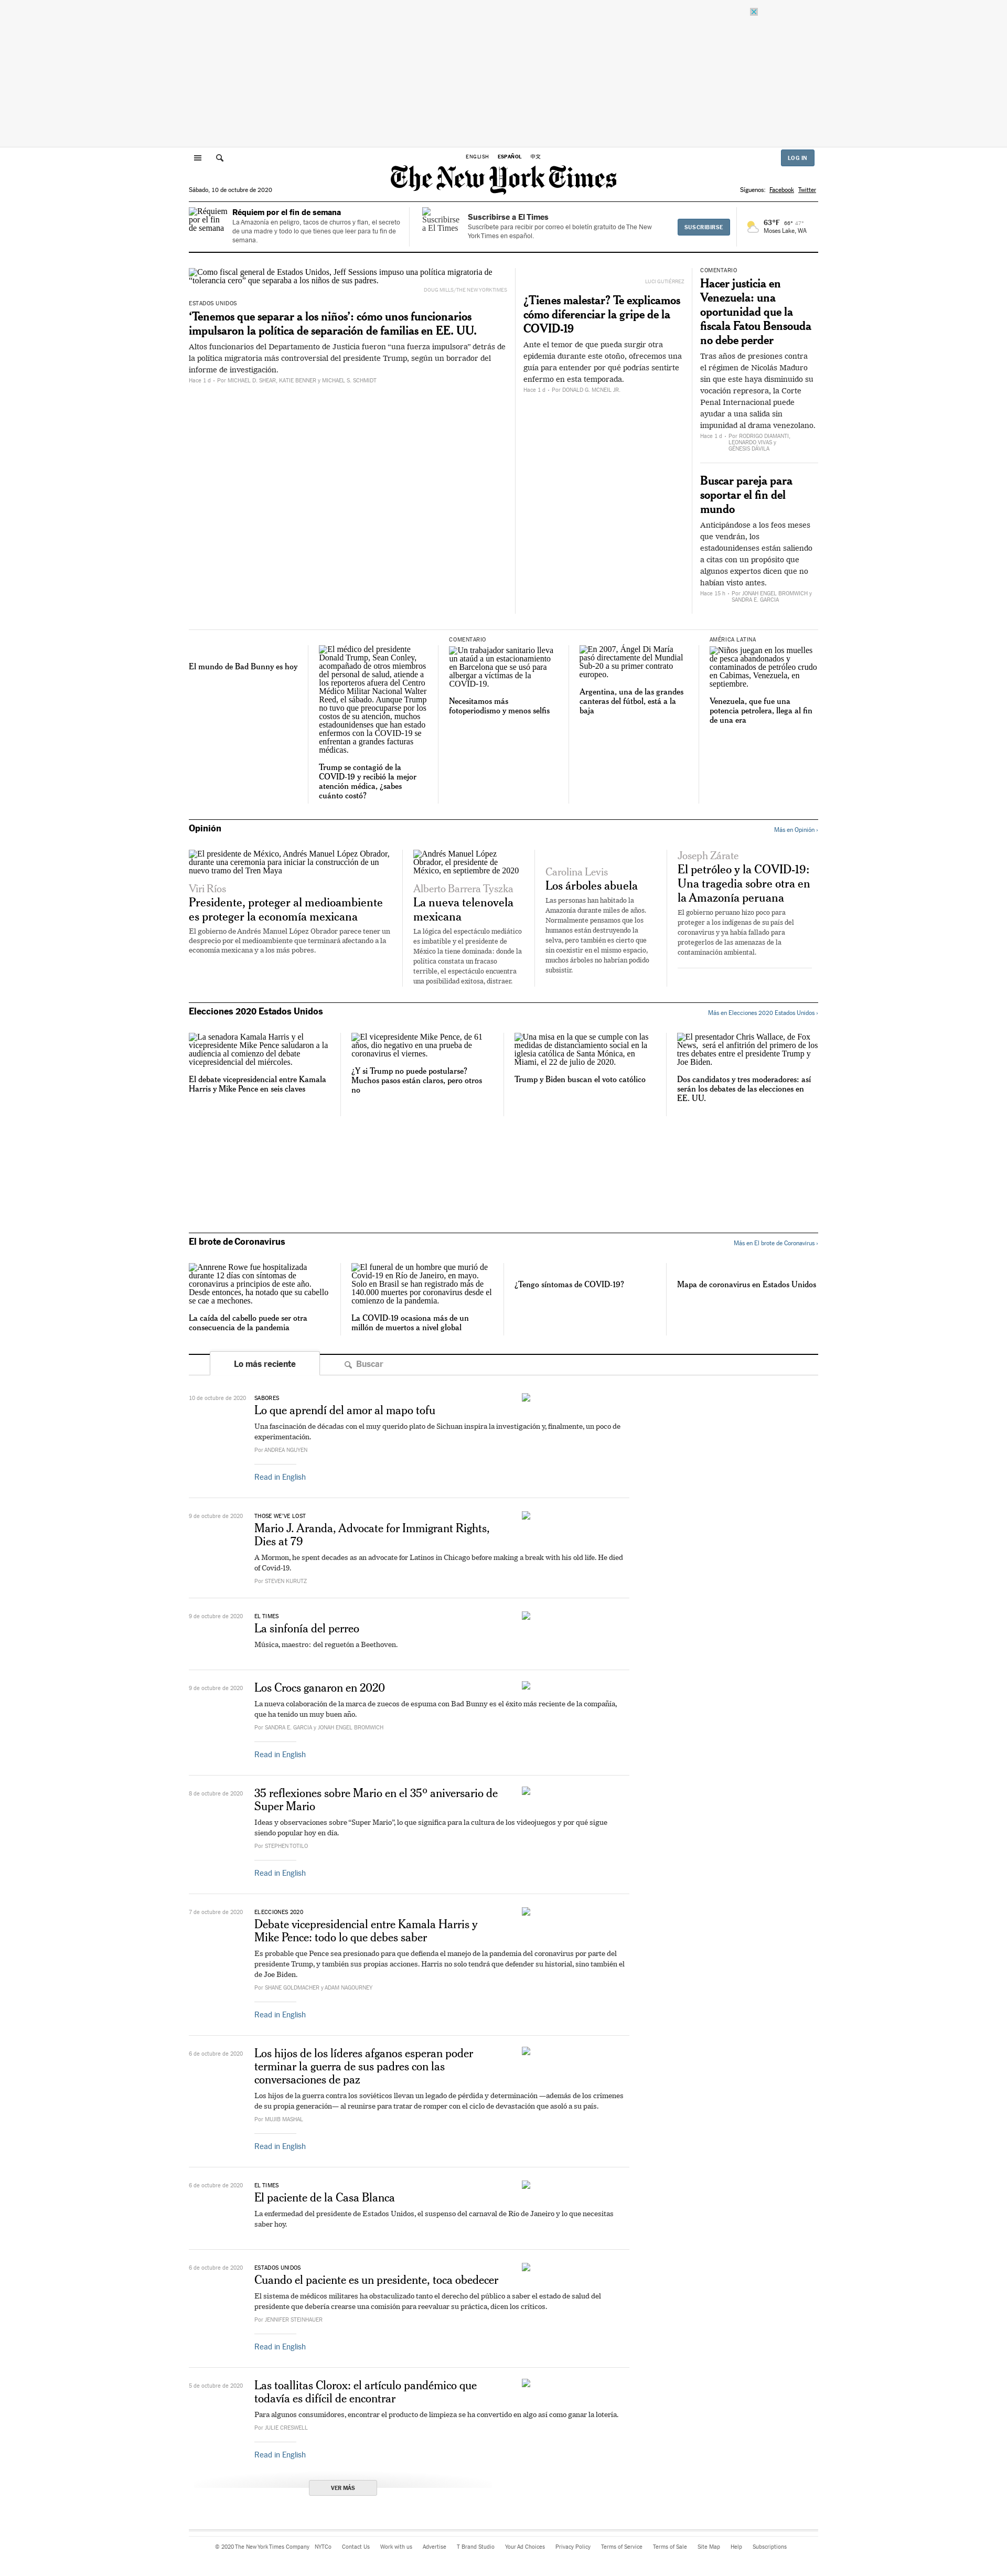 ENGLISH ESPAÑOL 中文
LOG IN
The New York Times
Sábado, 10 de octubre de 2020
Síguenos: Facebook Twitter
Réquiem por el fin de semana
Réquiem por el fin de semana
La Amazonía en peligro, tacos de churros y flan, el secreto de una madre y todo lo que tienes que leer para tu fin de semana.
Suscribirse a El Times
Suscribirse a El Times
Suscríbete para recibir por correo el boletín gratuito de The New York Times en español.
SUSCRIBIRSE
63°F 66° 47°
Moses Lake, WA
Como fiscal general de Estados Unidos, Jeff Sessions impuso una política migratoria de
"tolerancia cero" que separaba a los niños de sus padres.
DOUG MILLS/THE NEW YORK TIMES
ESTADOS UNIDOS
‘Tenemos que separar a los niños’: cómo unos funcionarios
impulsaron la política de separación de familias en EE. UU.
Altos funcionarios del Departamento de Justicia fueron “una fuerza impulsora” detrás de
la política migratoria más controversial del presidente Trump, según un borrador del
informe de investigación.
Hace 1 d - Por MICHAEL D. SHEAR, KATIE BENNER y MICHAEL S. SCHMIDT
LUCI GUTIÉRREZ
¿Tienes malestar? Te explicamos
cómo diferenciar la gripe de la
COVID-19
Ante el temor de que pueda surgir otra
epidemia durante este otoño, ofrecemos una
guía para entender por qué podrías sentirte
enfermo en esta temporada.
Hace 1 d - Por DONALD G. MCNEIL JR.
COMENTARIO
Hacer justicia en
Venezuela: una
oportunidad que la
fiscala Fatou Bensouda
no debe perder
Tras años de presiones contra
el régimen de Nicolás Maduro
sin que este haya disminuido su
vocación represora, la Corte
Penal Internacional puede
ayudar a una salida sin
impunidad al drama venezolano.
Hace 1 d - Por RODRIGO DIAMANTI,
LEONARDO VIVAS y
GÉNESIS DÁVILA
Buscar pareja para
soportar el fin del
mundo
Anticipándose a los feos meses
que vendrán, los
estadounidenses están saliendo
a citas con un propósito que
algunos expertos dicen que no
habían visto antes.
Hace 15 h - Por JONAH ENGEL BROMWICH y
SANDRA E. GARCIA
El mundo de Bad Bunny es hoy
El médico del presidente
Donald Trump, Sean Conley,
acompañado de otros miembros
del personal de salud, atiende a
los reporteros afuera del Centro
Médico Militar Nacional Walter
Reed, el sábado. Aunque Trump
no tuvo que preocuparse por los
costos de su atención, muchos
estadounidenses que han estado
enfermos con la COVID-19 se
enfrentan a grandes facturas
médicas.
Trump se contagió de la
COVID-19 y recibió la mejor
atención médica, ¿sabes
cuánto costó?
COMENTARIO
Un trabajador sanitario lleva
un ataúd a un estacionamiento
en Barcelona que se usó para
albergar a víctimas de la
COVID-19.
Necesitamos más
fotoperiodismo y menos selfis
En 2007, Ángel Di María
pasó directamente del Mundial
Sub-20 a su primer contrato
europeo.
Argentina, una de las grandes
canteras del fútbol, está a la
baja
AMÉRICA LATINA
Niños juegan en los muelles
de pesca abandonados y
contaminados de petróleo crudo
en Cabimas, Venezuela, en
septiembre.
Venezuela, que fue una
potencia petrolera, llega al fin
de una era
Opinión
Más en Opinión ›
El presidente de México, Andrés Manuel López Obrador,
durante una ceremonia para iniciar la construcción de un
nuevo tramo del Tren Maya
Viri Ríos
Presidente, proteger al medioambiente
es proteger la economía mexicana
El gobierno de Andrés Manuel López Obrador parece tener un
desprecio por el medioambiente que terminará afectando a la
economía mexicana y a los más pobres.
Andrés Manuel López
Obrador, el presidente de
México, en septiembre de 2020
Alberto Barrera Tyszka
La nueva telenovela
mexicana
La lógica del espectáculo mediático
es imbatible y el presidente de
México la tiene dominada: donde la
política constata un fracaso
terrible, el espectáculo encuentra
una posibilidad exitosa, distraer.
Carolina Levis
Los árboles abuela
Las personas han habitado la
Amazonía durante miles de años.
Normalmente pensamos que los
humanos están destruyendo la
selva, pero también es cierto que
sin coexistir en el mismo espacio,
muchos árboles no habrían podido
subsistir.
Joseph Zárate
El petróleo y la COVID-19:
Una tragedia sobre otra en
la Amazonía peruana
El gobierno peruano hizo poco para
proteger a los indígenas de su país del
coronavirus y ya había fallado para
protegerlos de las amenazas de la
contaminación ambiental.
Elecciones 2020 Estados Unidos
Más en Elecciones 2020 Estados Unidos ›
La senadora Kamala Harris y el
vicepresidente Mike Pence saludaron a la
audiencia al comienzo del debate
vicepresidencial del miércoles.
El debate vicepresidencial entre Kamala
Harris y Mike Pence en seis claves
El vicepresidente Mike Pence, de 61
años, dio negativo en una prueba de
coronavirus el viernes.
¿Y si Trump no puede postularse?
Muchos pasos están claros, pero otros
no
Una misa en la que se cumple con las
medidas de distanciamiento social en la
iglesia católica de Santa Mónica, en
Miami, el 22 de julio de 2020.
Trump y Biden buscan el voto católico
El presentador Chris Wallace, de Fox
News, será el anfitrión del primero de los
tres debates entre el presidente Trump y
Joe Biden.
Dos candidatos y tres moderadores: así
serán los debates de las elecciones en
EE. UU.
El brote de Coronavirus
Más en El brote de Coronavirus ›
Annrene Rowe fue hospitalizada
durante 12 días con síntomas de
coronavirus a principios de este año.
Desde entonces, ha notado que su cabello
se cae a mechones.
La caída del cabello puede ser otra
consecuencia de la pandemia
El funeral de un hombre que murió de
Covid-19 en Río de Janeiro, en mayo.
Solo en Brasil se han registrado más de
140.000 muertes por coronavirus desde el
comienzo de la pandemia.
La COVID-19 ocasiona más de un
millón de muertos a nivel global
¿Tengo síntomas de COVID-19?
Mapa de coronavirus en Estados Unidos
Lo más reciente
Buscar
10 de octubre de 2020
SABORES
Lo que aprendí del amor al mapo tofu
Una fascinación de décadas con el muy querido plato de Sichuan inspira la investigación y, finalmente, un poco de
experimentación.
Por ANDREA NGUYEN
Read in English
9 de octubre de 2020
THOSE WE'VE LOST
Mario J. Aranda, Advocate for Immigrant Rights,
Dies at 79
A Mormon, he spent decades as an advocate for Latinos in Chicago before making a break with his old life. He died
of Covid-19.
Por STEVEN KURUTZ
9 de octubre de 2020
EL TIMES
La sinfonía del perreo
Música, maestro: del reguetón a Beethoven.
9 de octubre de 2020
Los Crocs ganaron en 2020
La nueva colaboración de la marca de zuecos de espuma con Bad Bunny es el éxito más reciente de la compañía,
que ha tenido un muy buen año.
Por SANDRA E. GARCIA y JONAH ENGEL BROMWICH
Read in English
8 de octubre de 2020
35 reflexiones sobre Mario en el 35º aniversario de
Super Mario
Ideas y observaciones sobre “Super Mario”, lo que significa para la cultura de los videojuegos y por qué sigue
siendo popular hoy en día.
Por STEPHEN TOTILO
Read in English
7 de octubre de 2020
ELECCIONES 2020
Debate vicepresidencial entre Kamala Harris y
Mike Pence: todo lo que debes saber
Es probable que Pence sea presionado para que defienda el manejo de la pandemia del coronavirus por parte del
presidente Trump, y también sus propias acciones. Harris no solo tendrá que defender su historial, sino también el
de Joe Biden.
Por SHANE GOLDMACHER y ADAM NAGOURNEY
Read in English
6 de octubre de 2020
Los hijos de los líderes afganos esperan poder
terminar la guerra de sus padres con las
conversaciones de paz
Los hijos de la guerra contra los soviéticos llevan un legado de pérdida y determinación —además de los crímenes
de su propia generación— al reunirse para tratar de romper con el ciclo de devastación que asoló a su país.
Por MUJIB MASHAL
Read in English
6 de octubre de 2020
EL TIMES
El paciente de la Casa Blanca
La enfermedad del presidente de Estados Unidos, el suspenso del carnaval de Río de Janeiro y lo que necesitas
saber hoy.
6 de octubre de 2020
ESTADOS UNIDOS
Cuando el paciente es un presidente, toca obedecer
El sistema de médicos militares ha obstaculizado tanto el derecho del público a saber el estado de salud del
presidente que debería crearse una comisión para reevaluar su práctica, dicen los críticos.
Por JENNIFER STEINHAUER
Read in English
5 de octubre de 2020
Las toallitas Clorox: el artículo pandémico que
todavía es difícil de encontrar
Para algunos consumidores, encontrar el producto de limpieza se ha convertido en algo así como ganar la lotería.
Por JULIE CRESWELL
Read in English
VER MÁS
© 2020 The New York Times Company NYTCo Contact Us Work with us Advertise T Brand Studio Your Ad Choices Privacy Policy Terms of Service Terms of Sale Site Map Help Subscriptions